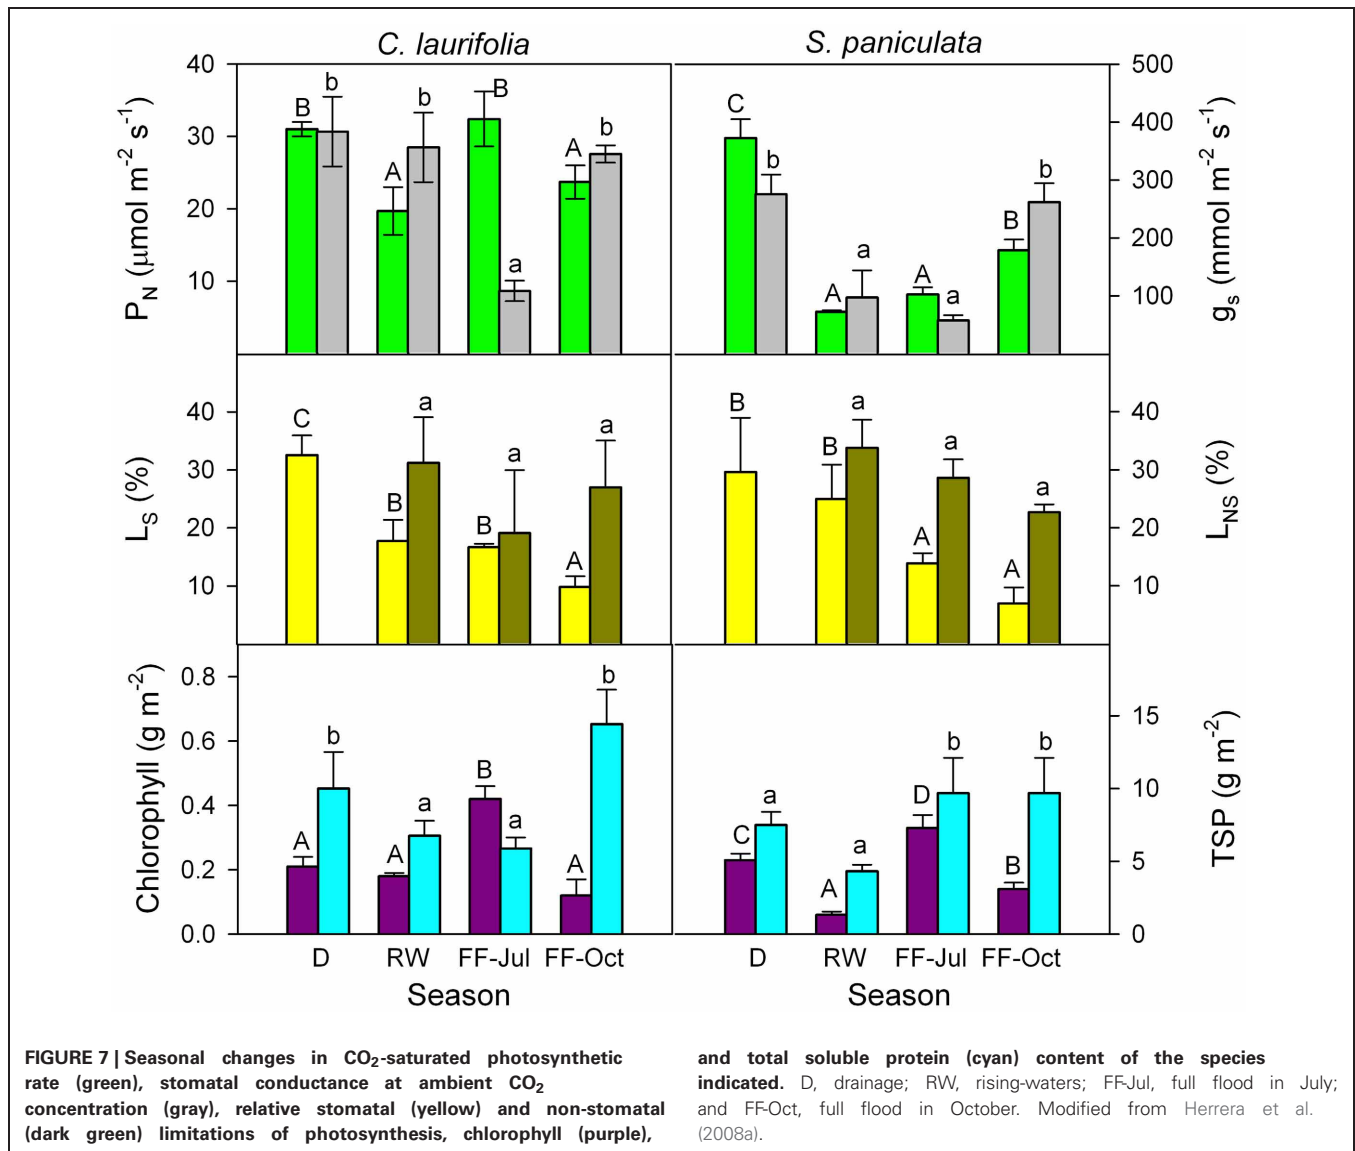 C. laurifolia
S. paniculata
P_N (µmol m⁻² s⁻¹)
40
30
20
10
B
b
A
b
B
a
A
b
C
b
A
a
A
a
B
b
500
400
300
200
100
g_s (mmol m⁻² s⁻¹)
L_S (%)
40
30
20
10
C
B
a
B
a
A
a
B
B
a
A
a
A
a
40
30
20
10
L_NS (%)
Chlorophyll (g m⁻²)
0.8
0.6
0.4
0.2
0.0
A
b
A
a
B
a
A
b
C
a
A
a
D
b
B
b
15
10
5
0
TSP (g m⁻²)
D RW FF-Jul FF-Oct
D RW FF-Jul FF-Oct
Season
Season
FIGURE 7 | Seasonal changes in CO₂-saturated photosynthetic
rate (green), stomatal conductance at ambient CO₂
concentration (gray), relative stomatal (yellow) and non-stomatal
(dark green) limitations of photosynthesis, chlorophyll (purple),
and total soluble protein (cyan) content of the species
indicated. D, drainage; RW, rising-waters; FF-Jul, full flood in July;
and FF-Oct, full flood in October. Modified from Herrera et al.
(2008a).